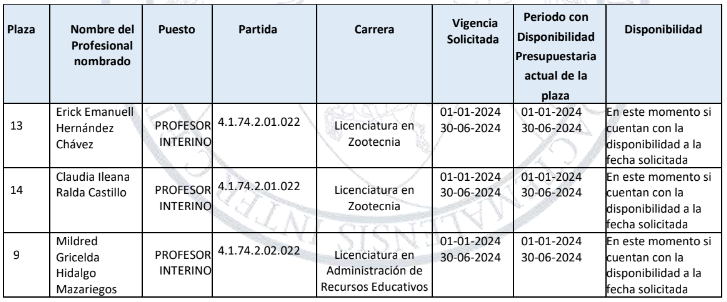 Plaza
Nombre del
Profesional
nombrado
Puesto
Partida
Carrera
Vigencia
Solicitada
Periodo con
Disponibilidad
Presupuestaria
actual de la
plaza
Disponibilidad
13
Erick Emanuell
Hernández
Chávez
PROFESOR
INTERINO
4.1.74.2.01.022
Licenciatura en
Zootecnia
01-01-2024
30-06-2024
01-01-2024
30-06-2024
En este momento si
cuentan con la
disponibilidad a la
fecha solicitada
14
Claudia Ileana
Ralda Castillo
PROFESOR
INTERINO
4.1.74.2.01.022
Licenciatura en
Zootecnia
01-01-2024
30-06-2024
01-01-2024
30-06-2024
En este momento si
cuentan con la
disponibilidad a la
fecha solicitada
9
Mildred
Gricelda
Hidalgo
Mazariegos
PROFESOR
INTERINO
4.1.74.2.02.022
Licenciatura en
Administración de
Recursos Educativos
01-01-2024
30-06-2024
01-01-2024
30-06-2024
En este momento si
cuentan con la
disponibilidad a la
fecha solicitada